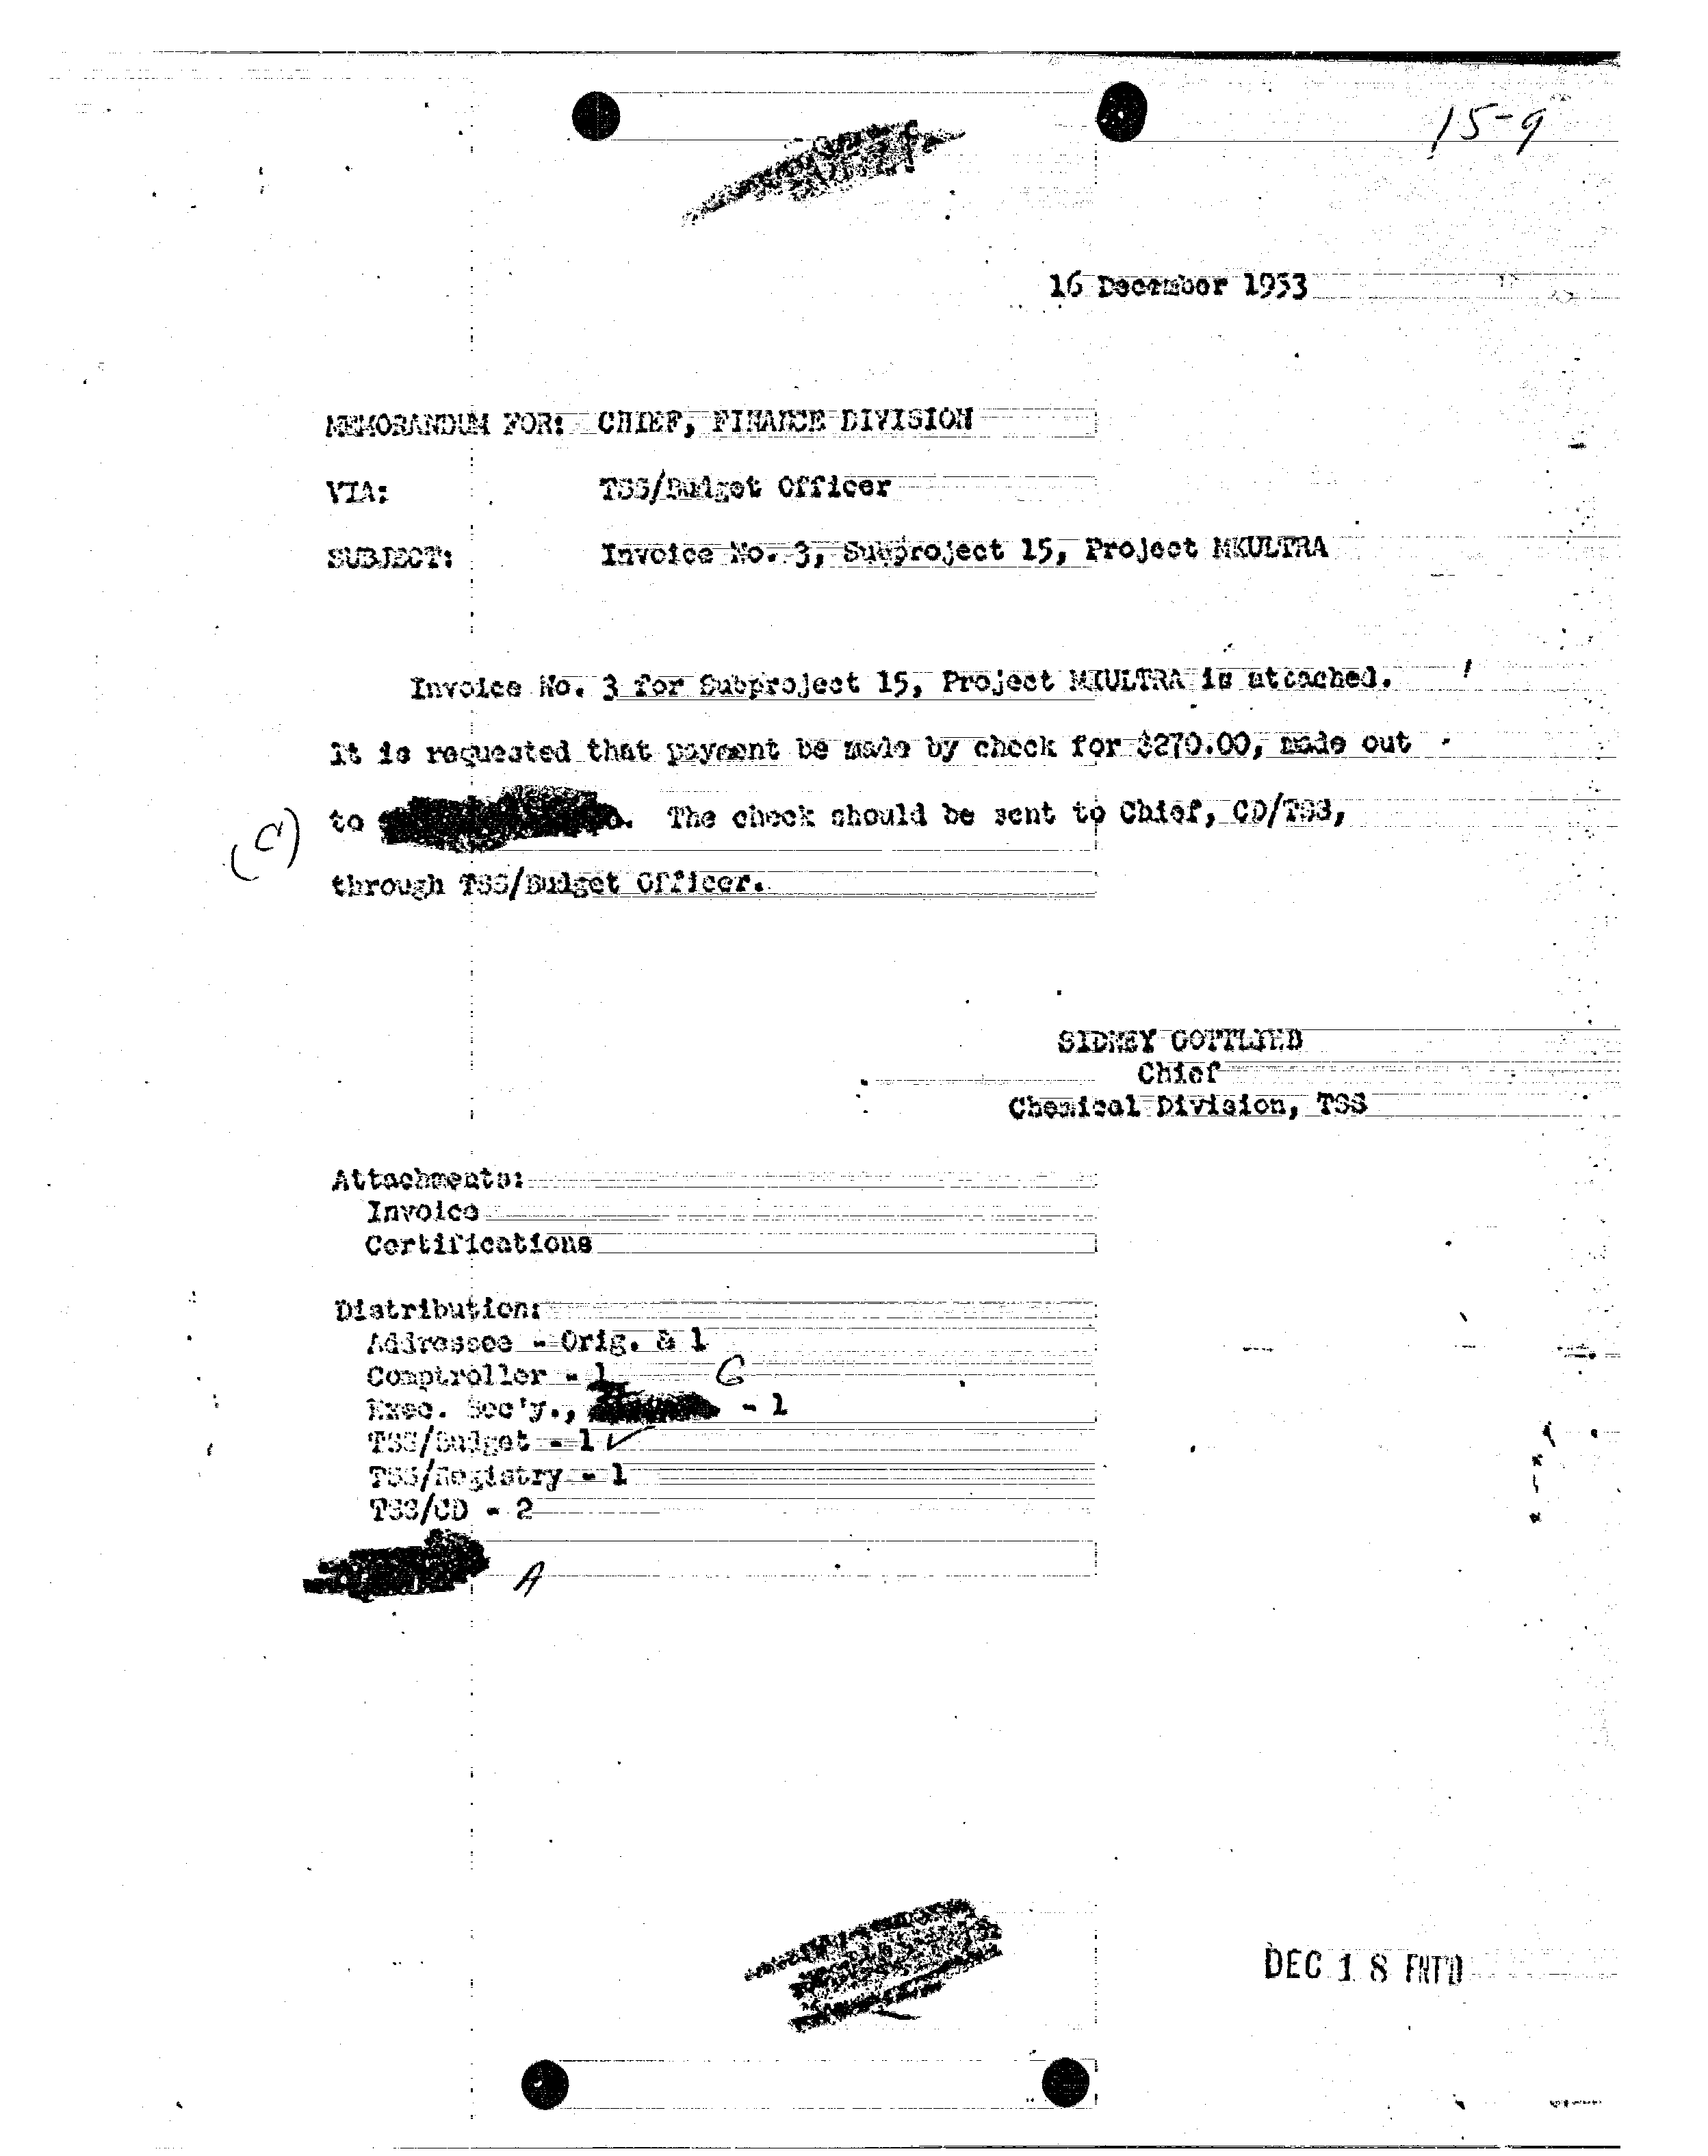 15-9
16 December 1953
MEMORANDUM FOR: CHIEF, FINANCE DIVISION
VIA: TSS/Budget Officer
SUBJECT: Invoice No. 3, Subproject 15, Project MKULTRA
Invoice No. 3 for Subproject 15, Project MKULTRA is attached.
It is requested that payment be made by check for $270.00, made out
to . The check should be sent to Chief, CD/TSS,
(C)
through TSS/Budget Officer.
SIDNEY GOTTLIEB
Chief
Chemical Division, TSS
Attachments:
Invoice
Certifications
Distribution:
Addressee - Orig. & 1
Comptroller - 1
Exec. Sec'y., - 1
TSS/Budget - 1
TSS/Registry - 1
TSS/CD - 2
A
DEC 18